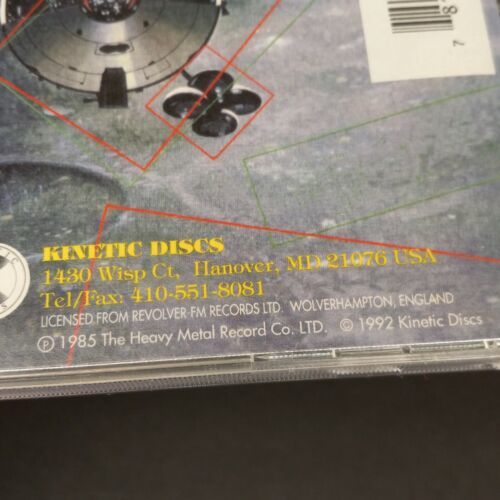 78
KINETIC DISCS
1430 Wisp Ct, Hanover, MD 21076 USA
Tel/Fax: 410-551-8081
LICENSED FROM REVOLVER FM RECORDS LTD. WOLVERHAMPTON, ENGLAND
℗ 1985 The Heavy Metal Record Co. LTD. © 1992 Kinetic Discs